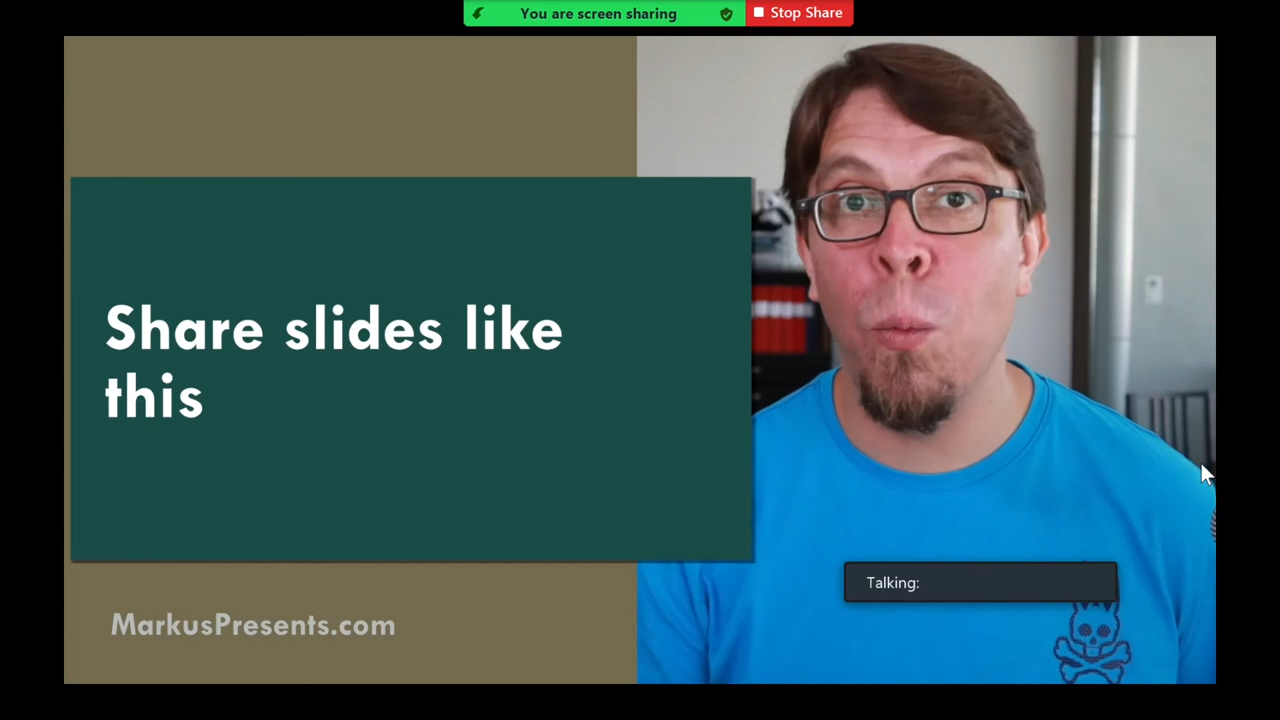 You are screen sharing
Stop Share
Share slides like
this
Talking:
MarkusPresents.com